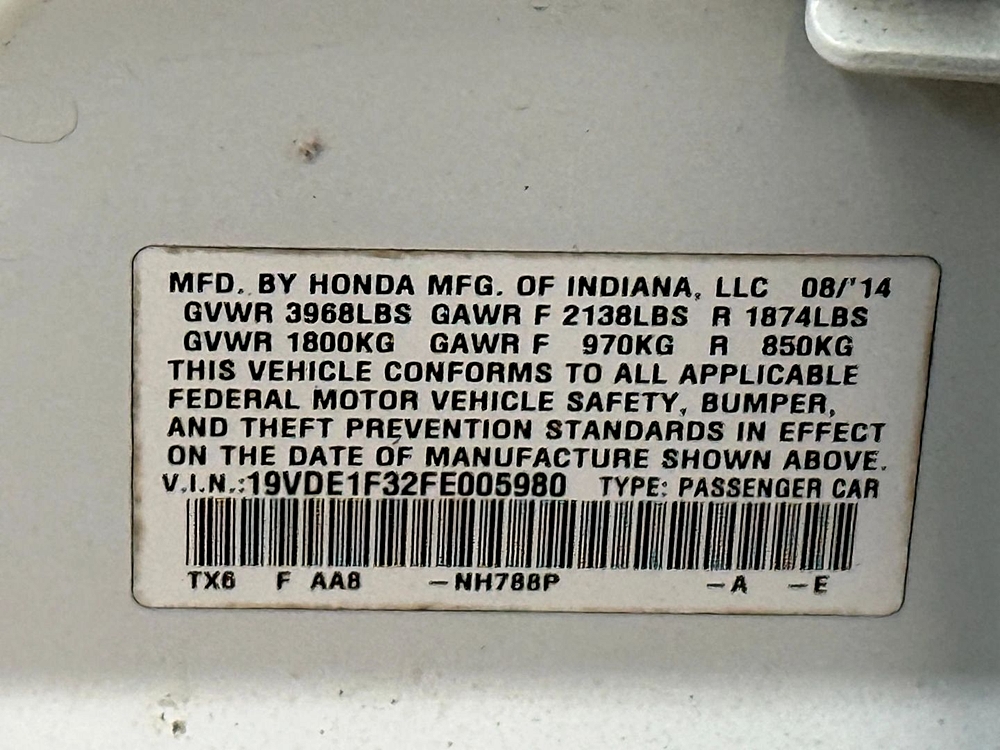 MFD. BY HONDA MFG. OF INDIANA, LLC 08/'14
GVWR 3968LBS GAWR F 2138LBS R 1874LBS
GVWR 1800KG GAWR F 970KG R 850KG
THIS VEHICLE CONFORMS TO ALL APPLICABLE
FEDERAL MOTOR VEHICLE SAFETY, BUMPER,
AND THEFT PREVENTION STANDARDS IN EFFECT
ON THE DATE OF MANUFACTURE SHOWN ABOVE.
V.I.N.:19VDE1F32FE005980 TYPE: PASSENGER CAR
TX6 F AA8 –NH788P –A –E